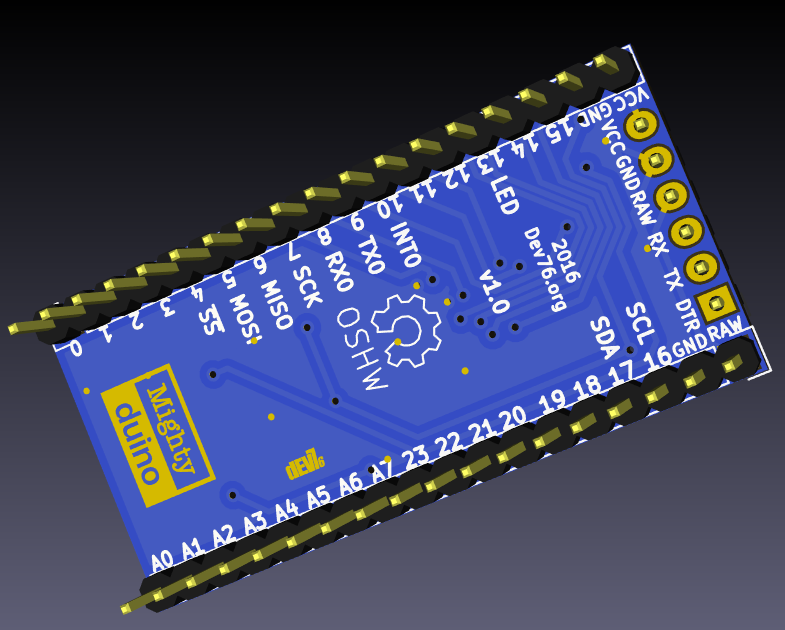 0 1 2 3 4 5 6 7 8 9 10 11 12 13 14 15 GND VCC
SS MOSI MISO SCK RX0 TX0 INT0 LED
VCC
GND
RAW
RX
TX
DTR
OSHW
v1.0
2016
Dev76.org
SDA SCL
Mighty
duino
dEV76
A0 A1 A2 A3 A4 A5 A6 A7 23 22 21 20 19 18 17 16 GND RAW